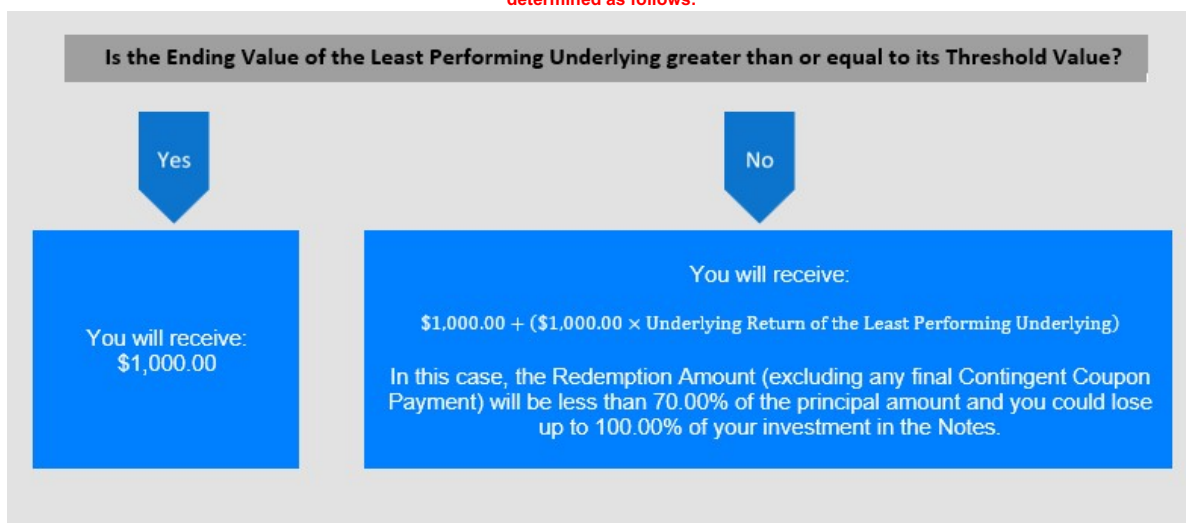 determined as follows:
Is the Ending Value of the Least Performing Underlying greater than or equal to its Threshold Value?
Yes
No
You will receive:
$1,000.00
You will receive:
$1,000.00 + ($1,000.00 × Underlying Return of the Least Performing Underlying)
In this case, the Redemption Amount (excluding any final Contingent Coupon
Payment) will be less than 70.00% of the principal amount and you could lose
up to 100.00% of your investment in the Notes.